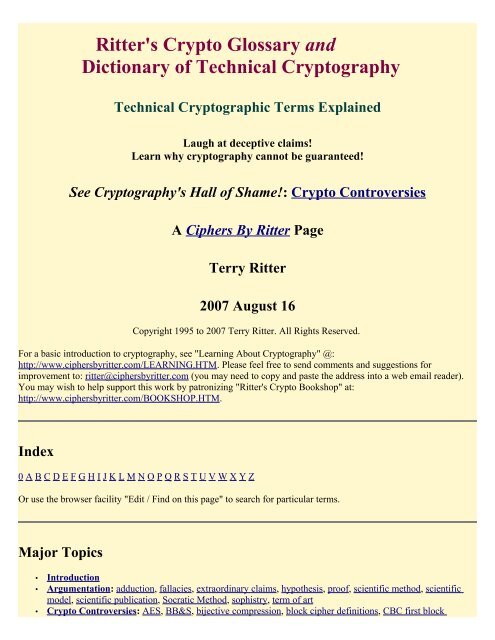 Ritter's Crypto Glossary and
Dictionary of Technical Cryptography
Technical Cryptographic Terms Explained
Laugh at deceptive claims!
Learn why cryptography cannot be guaranteed!
See Cryptography's Hall of Shame!: Crypto Controversies
A Ciphers By Ritter Page
Terry Ritter
2007 August 16
Copyright 1995 to 2007 Terry Ritter. All Rights Reserved.
For a basic introduction to cryptography, see "Learning About Cryptography" @:
http://www.ciphersbyritter.com/LEARNING.HTM. Please feel free to send comments and suggestions for
improvement to: ritter@ciphersbyritter.com (you may need to copy and paste the address into a web email reader).
You may wish to help support this work by patronizing "Ritter's Crypto Bookshop" at:
http://www.ciphersbyritter.com/BOOKSHOP.HTM.
Index
0 A B C D E F G H I J K L M N O P Q R S T U V W X Y Z
Or use the browser facility "Edit / Find on this page" to search for particular terms.
Major Topics
• Introduction
• Argumentation: adduction, fallacies, extraordinary claims, hypothesis, proof, scientific method, scientific
model, scientific publication, Socratic Method, sophistry, term of art
• Crypto Controversies: AES, BB&S, bijective compression, block cipher definitions, CBC first block